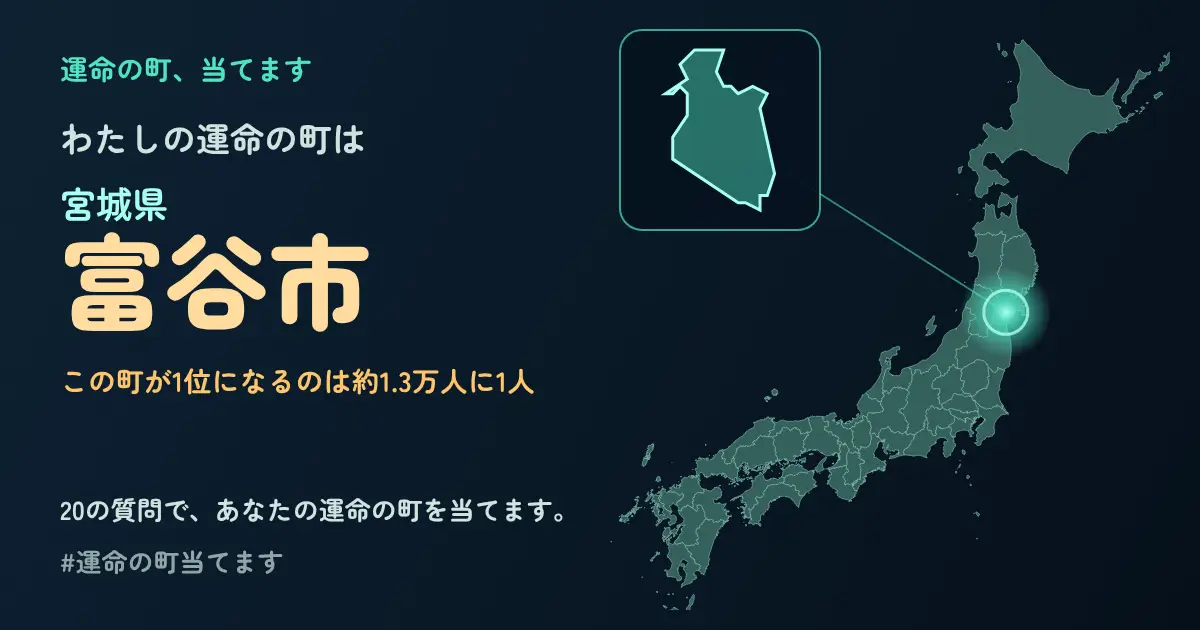 運命の町、当てます
わたしの運命の町は
宮城県
富谷市
この町が1位になるのは約1.3万人に1人
20の質問で、あなたの運命の町を当てます。
#運命の町当てます